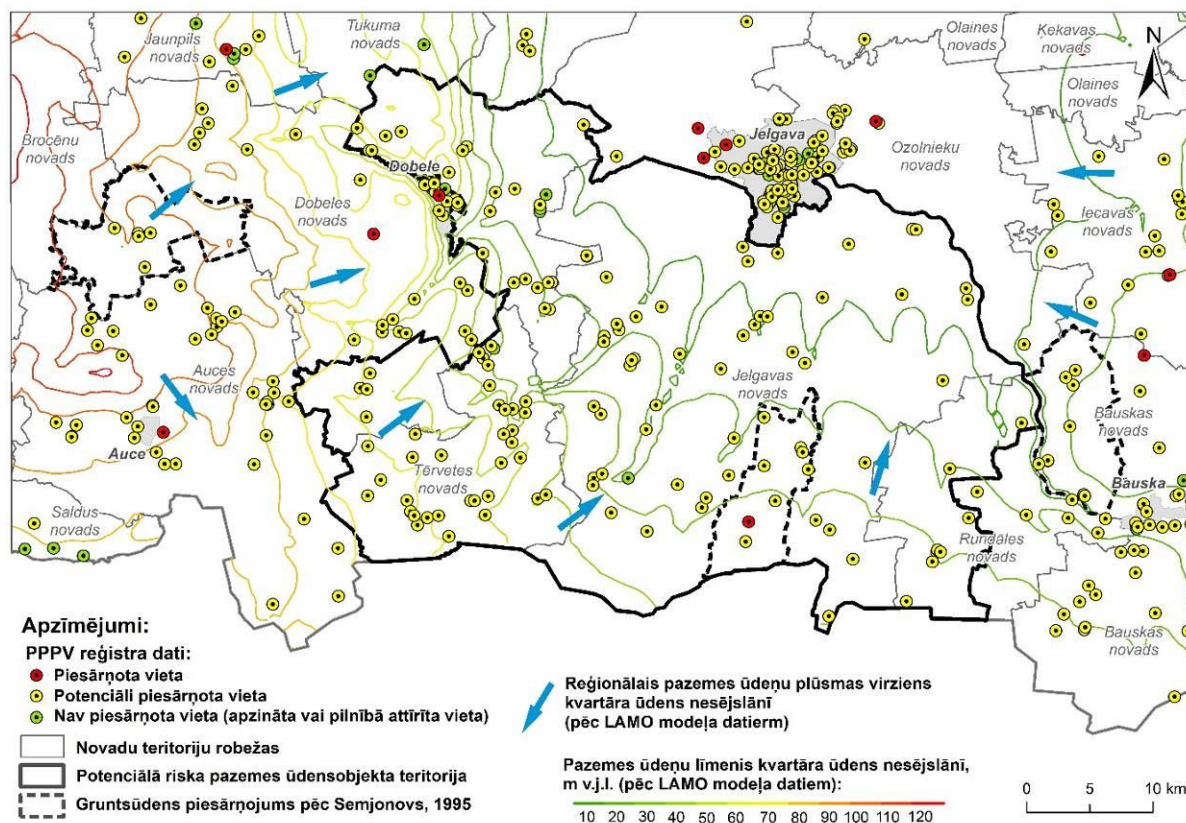 Jaunpils
novads
Tukuma
novads
Olaines
novads
Ķekavas
novads
N
Olaines
novads
Brocēnu
novads
Jelgava
Ozolnieku
novads
Dobele
Dobeles
novads
Iecavas
novads
Auces
novads
Jelgavas
novads
Bauskas
novads
Auce
Tērvetes
novads
Bauska
Saldus
novads
Rundāles
novads
Bauskas
novads
Apzīmējumi:
PPPV reģistra dati:
Piesārņota vieta
Potenciāli piesārņota vieta
Nav piesārņota vieta (apzināta vai pilnībā attīrīta vieta)
Novadu teritoriju robežas
Potenciālā riska pazemes ūdensobjekta teritorija
Gruntsūdens piesārņojums pēc Semjonovs, 1995
Reģionālais pazemes ūdeņu plūsmas virziens
kvartāra ūdens nesējslānī
(pēc LAMO modeļa datierm)
Pazemes ūdeņu līmenis kvartāra ūdens nesējslānī,
m v.j.l. (pēc LAMO modeļa datiem):
10 20 30 40 50 60 70 80 90 100 110 120
0 5 10 km